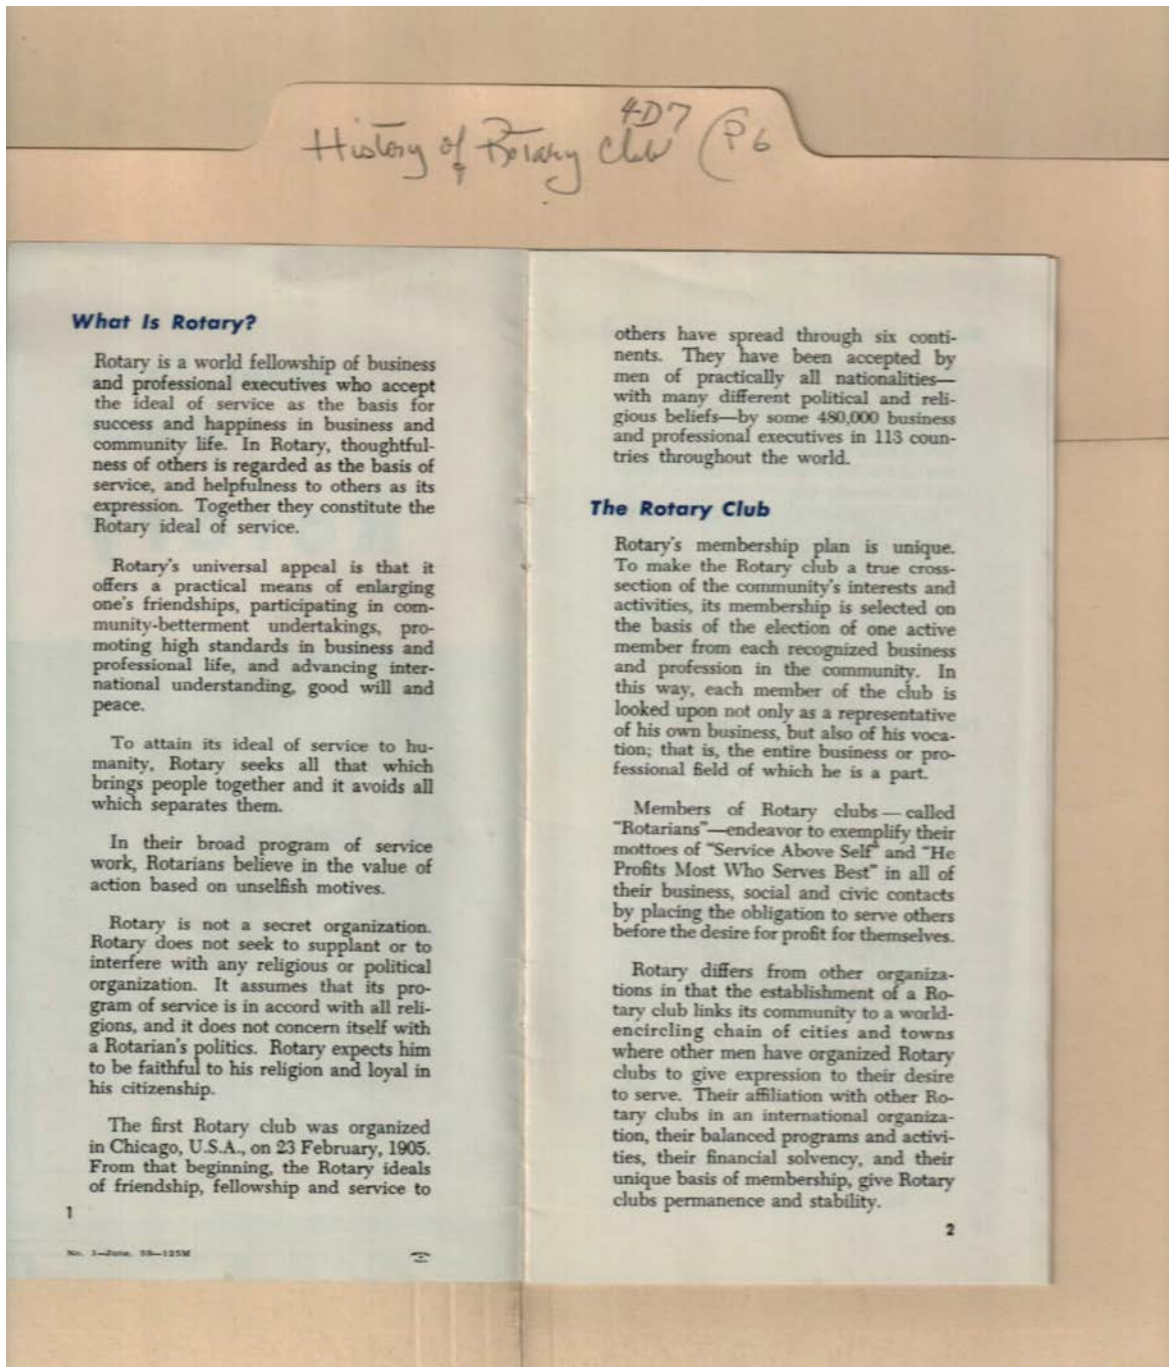 4D7
History of Rotary Club (P6
What Is Rotary?
Rotary is a world fellowship of business
and professional executives who accept
the ideal of service as the basis for
success and happiness in business and
community life. In Rotary, thoughtful-
ness of others is regarded as the basis of
service, and helpfulness to others as its
expression. Together they constitute the
Rotary ideal of service.
Rotary's universal appeal is that it
offers a practical means of enlarging
one's friendships, participating in com-
munity-betterment undertakings, pro-
moting high standards in business and
professional life, and advancing inter-
national understanding, good will and
peace.
To attain its ideal of service to hu-
manity, Rotary seeks all that which
brings people together and it avoids all
which separates them.
In their broad program of service
work, Rotarians believe in the value of
action based on unselfish motives.
Rotary is not a secret organization.
Rotary does not seek to supplant or to
interfere with any religious or political
organization. It assumes that its pro-
gram of service is in accord with all reli-
gions, and it does not concern itself with
a Rotarian's politics. Rotary expects him
to be faithful to his religion and loyal in
his citizenship.
The first Rotary club was organized
in Chicago, U.S.A., on 23 February, 1905.
From that beginning, the Rotary ideals
of friendship, fellowship and service to
1
No. 1—June, 58—125M
others have spread through six conti-
nents. They have been accepted by
men of practically all nationalities—
with many different political and reli-
gious beliefs—by some 480,000 business
and professional executives in 113 coun-
tries throughout the world.
The Rotary Club
Rotary's membership plan is unique.
To make the Rotary club a true cross-
section of the community's interests and
activities, its membership is selected on
the basis of the election of one active
member from each recognized business
and profession in the community. In
this way, each member of the club is
looked upon not only as a representative
of his own business, but also of his voca-
tion; that is, the entire business or pro-
fessional field of which he is a part.
Members of Rotary clubs—called
"Rotarians"—endeavor to exemplify their
mottoes of "Service Above Self" and "He
Profits Most Who Serves Best" in all of
their business, social and civic contacts
by placing the obligation to serve others
before the desire for profit for themselves.
Rotary differs from other organiza-
tions in that the establishment of a Ro-
tary club links its community to a world-
encircling chain of cities and towns
where other men have organized Rotary
clubs to give expression to their desire
to serve. Their affiliation with other Ro-
tary clubs in an international organiza-
tion, their balanced programs and activi-
ties, their financial solvency, and their
unique basis of membership, give Rotary
clubs permanence and stability.
2